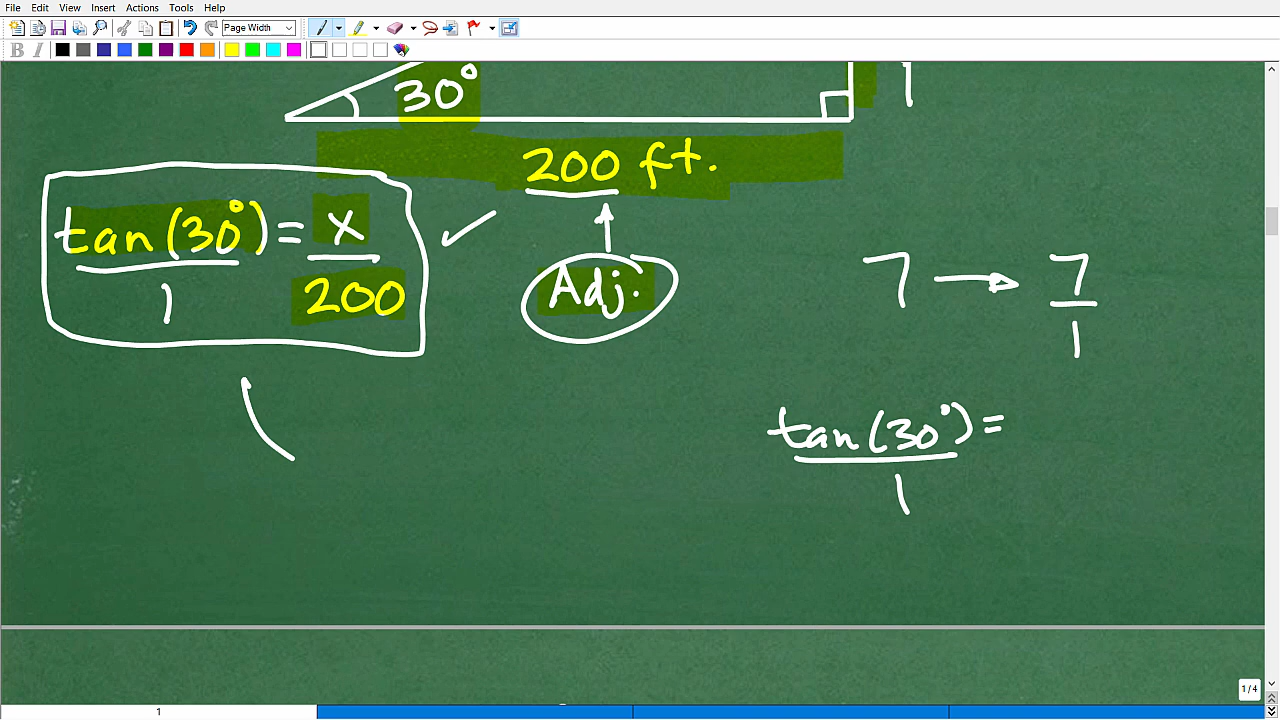 File Edit View Insert Actions Tools Help
Page Width
B I
30°
200 ft.
tan(30°) = x
1 200
Adj.
7 → 7
1
tan(30°) =
1
1/4
1